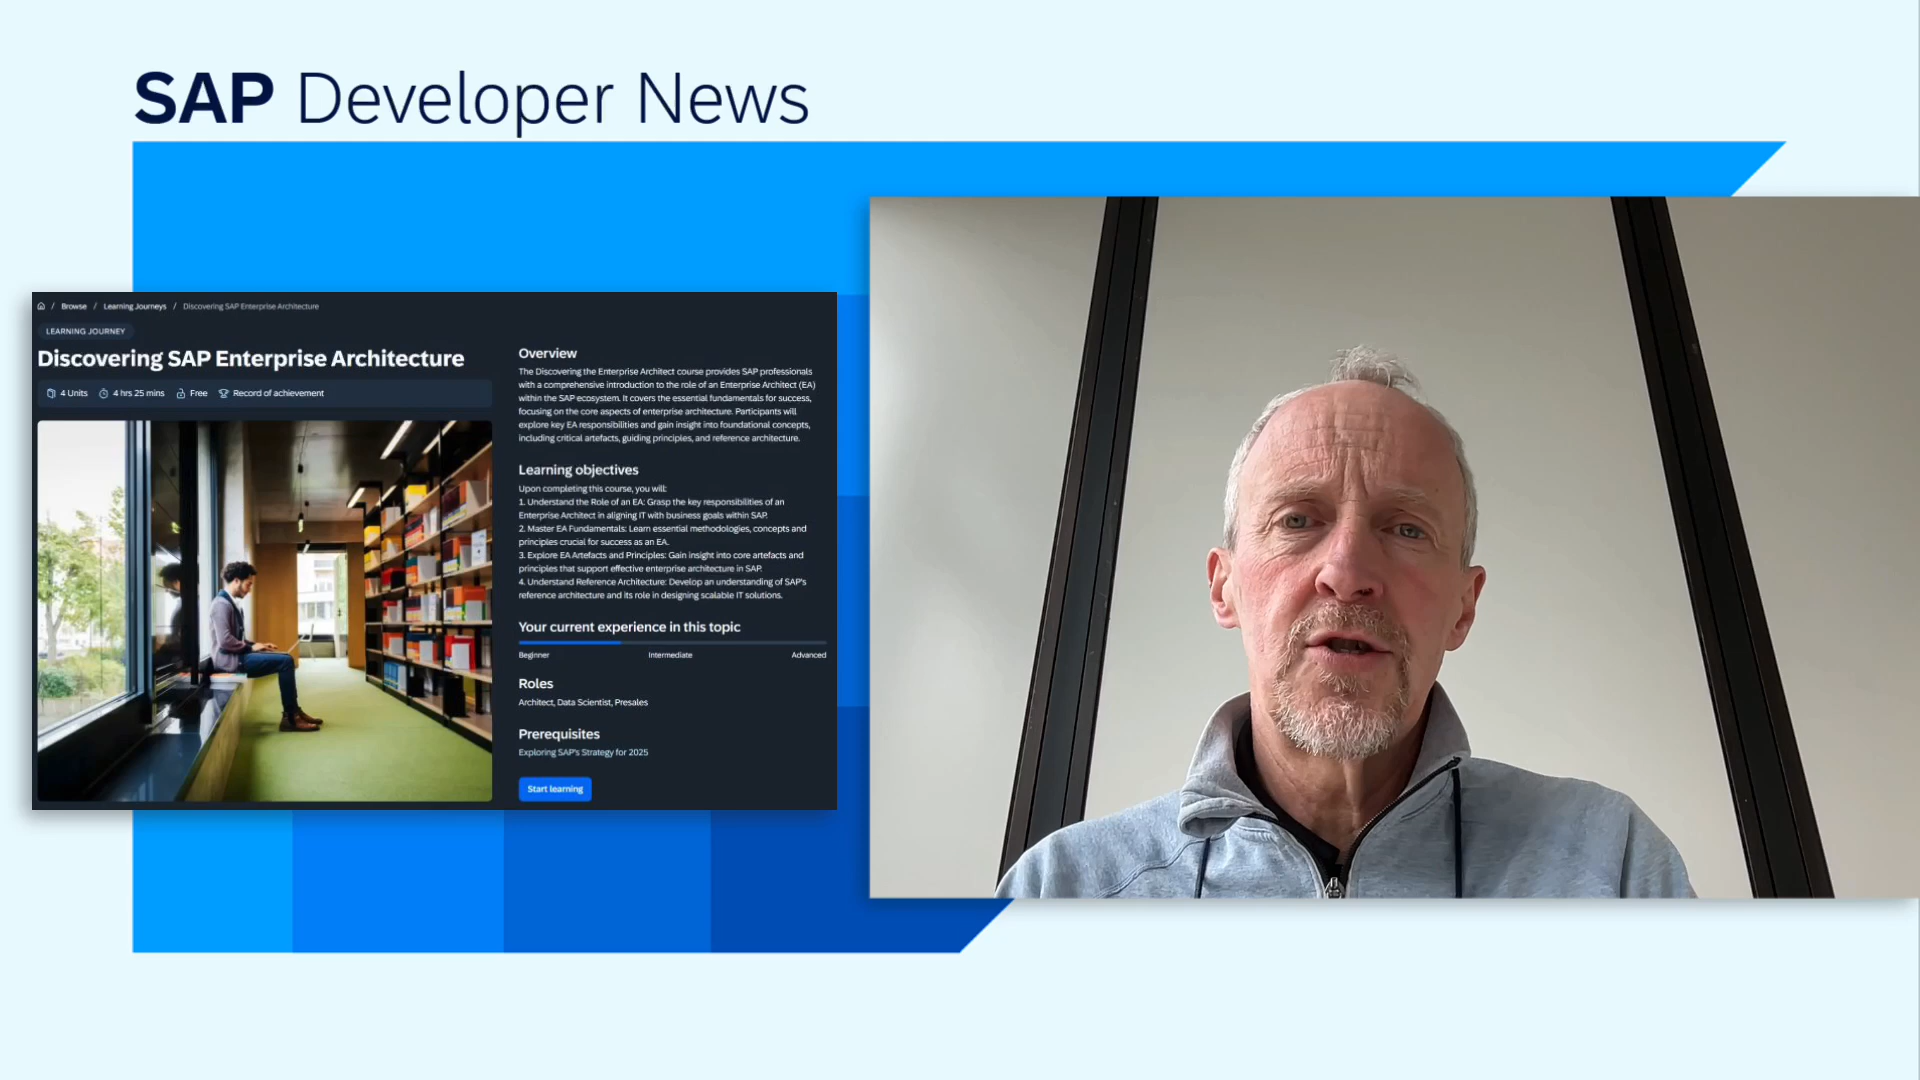 SAP Developer News
/ Browse / Learning Journeys / Discovering SAP Enterprise Architecture
LEARNING JOURNEY
Discovering SAP Enterprise Architecture
4 Units 4 hrs 25 mins Free Record of achievement
Overview
The Discovering the Enterprise Architect course provides SAP professionals
with a comprehensive introduction to the role of an Enterprise Architect (EA)
within the SAP ecosystem. It covers the essential fundamentals for success,
focusing on the core aspects of enterprise architecture. Participants will
explore key EA responsibilities and gain insight into foundational concepts,
including critical artefacts, guiding principles, and reference architecture.
Learning objectives
Upon completing this course, you will:
1. Understand the Role of an EA: Grasp the key responsibilities of an
Enterprise Architect in aligning IT with business goals within SAP.
2. Master EA Fundamentals: Learn essential methodologies, concepts and
principles crucial for success as an EA.
3. Explore EA Artefacts and Principles: Gain insight into core artefacts and
principles that support effective enterprise architecture in SAP.
4. Understand Reference Architecture: Develop an understanding of SAP's
reference architecture and its role in designing scalable IT solutions.
Your current experience in this topic
Beginner Intermediate Advanced
Roles
Architect, Data Scientist, Presales
Prerequisites
Exploring SAP's Strategy for 2025
Start learning